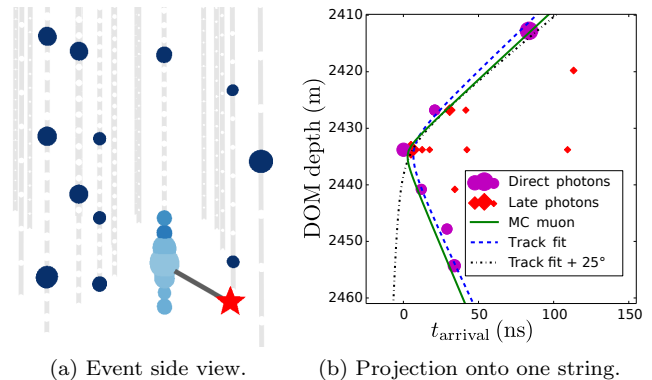 2410
2420
2430
2440
2450
2460
DOM depth (m)
Direct photons
Late photons
MC muon
Track fit
Track fit + 25°
0 50 100 150
t_arrival (ns)
(a) Event side view. (b) Projection onto one string.